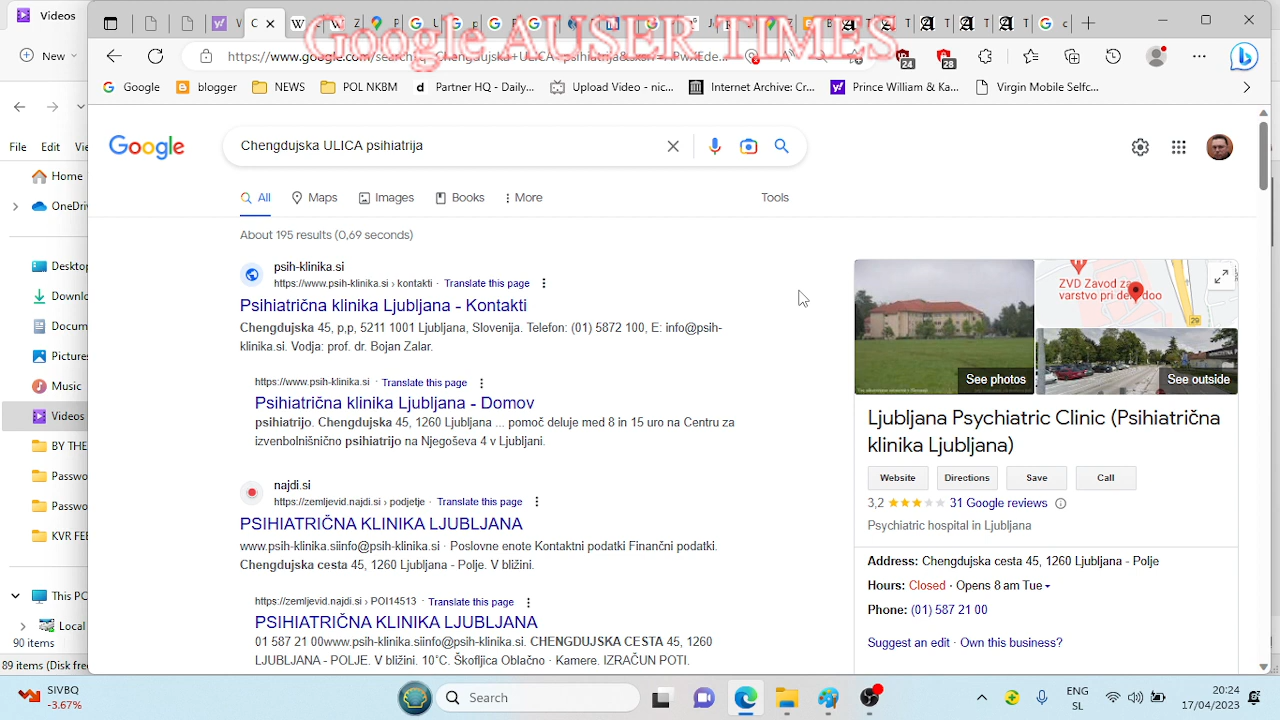 Videos
Google AUSER TIMES
New
https://www.google.com/search?q=Chengdujska+ULICA+psihiatrija&sxsrf=APwXEde...
24
28
Google
blogger
NEWS
POL NKBM
Partner HQ - Daily...
Upload Video - nic...
Internet Archive: Cr...
Prince William & Ka...
Virgin Mobile Selfc...
File
Edit
Google
Chengdujska ULICA psihiatrija
Home
OneDriv
All
Maps
Images
Books
More
Tools
About 195 results (0,69 seconds)
Desktop
Downlo
Docum
Pictures
Music
Videos
BY THE
Passwo
Passwo
KVR FEE
This PC
Local
90 items
89 items (Disk free
psih-klinika.si
https://www.psih-klinika.si › kontakti · Translate this page
Psihiatrična klinika Ljubljana - Kontakti
Chengdujska 45, p,p, 5211 1001 Ljubljana, Slovenija. Telefon: (01) 5872 100, E: info@psih-
klinika.si. Vodja: prof. dr. Bojan Zalar.
https://www.psih-klinika.si · Translate this page
Psihiatrična klinika Ljubljana - Domov
psihiatrijo. Chengdujska 45, 1260 Ljubljana ... pomoč deluje med 8 in 15 uro na Centru za
izvenbolnišnično psihiatrijo na Njegoševa 4 v Ljubljani.
najdi.si
https://zemljevid.najdi.si › podjetje · Translate this page
PSIHIATRIČNA KLINIKA LJUBLJANA
www.psih-klinika.siinfo@psih-klinika.si · Poslovne enote Kontaktni podatki Finančni podatki.
Chengdujska cesta 45, 1260 Ljubljana - Polje. V bližini.
https://zemljevid.najdi.si › POI14513 · Translate this page
PSIHIATRIČNA KLINIKA LJUBLJANA
01 587 21 00www.psih-klinika.siinfo@psih-klinika.si. CHENGDUJSKA CESTA 45, 1260
LJUBLJANA - POLJE. V bližini. 10°C. Škofljica Oblačno · Kamere. IZRAČUN POTI.
ZVD Zavod za
varstvo pri delu doo
29
See photos
See outside
Ljubljana Psychiatric Clinic (Psihiatrična
klinika Ljubljana)
Website
Directions
Save
Call
3,2
31 Google reviews
Psychiatric hospital in Ljubljana
Address: Chengdujska cesta 45, 1260 Ljubljana - Polje
Hours: Closed · Opens 8 am Tue
Phone: (01) 587 21 00
Suggest an edit · Own this business?
SIVBQ
-3.67%
Search
ENG
SL
20:24
17/04/2023